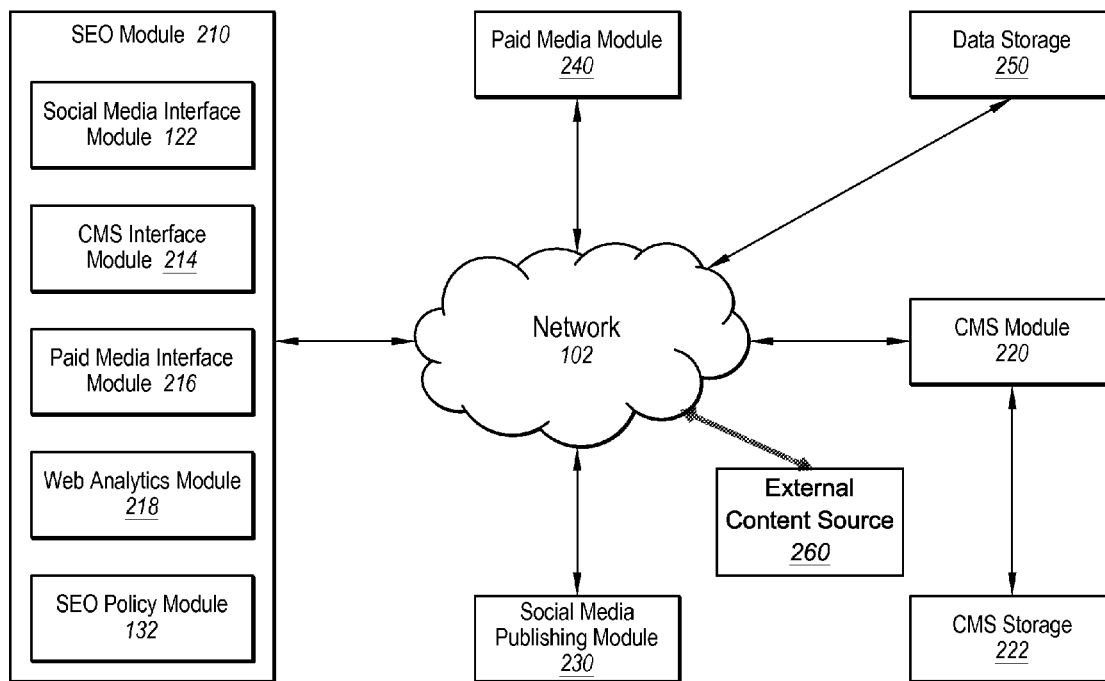 SEO Module 210
Social Media Interface
Module 122
CMS Interface
Module 214
Paid Media Interface
Module 216
Web Analytics Module
218
SEO Policy Module
132
Paid Media Module
240
Network
102
Social Media
Publishing Module
230
Data Storage
250
CMS Module
220
External
Content Source
260
CMS Storage
222